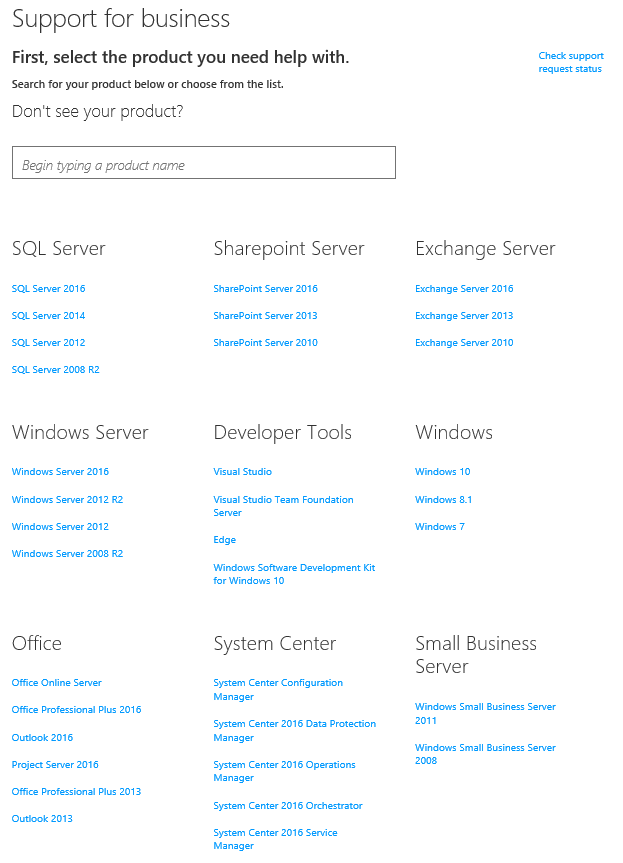 Support for business
First, select the product you need help with.
Check support
request status
Search for your product below or choose from the list.
Don't see your product?
Begin typing a product name
SQL Server
SQL Server 2016
SQL Server 2014
SQL Server 2012
SQL Server 2008 R2
Sharepoint Server
SharePoint Server 2016
SharePoint Server 2013
SharePoint Server 2010
Exchange Server
Exchange Server 2016
Exchange Server 2013
Exchange Server 2010
Windows Server
Windows Server 2016
Windows Server 2012 R2
Windows Server 2012
Windows Server 2008 R2
Developer Tools
Visual Studio
Visual Studio Team Foundation
Server
Edge
Windows Software Development Kit
for Windows 10
Windows
Windows 10
Windows 8.1
Windows 7
Office
Office Online Server
Office Professional Plus 2016
Outlook 2016
Project Server 2016
Office Professional Plus 2013
Outlook 2013
System Center
System Center Configuration
Manager
System Center 2016 Data Protection
Manager
System Center 2016 Operations
Manager
System Center 2016 Orchestrator
System Center 2016 Service
Manager
Small Business
Server
Windows Small Business Server
2011
Windows Small Business Server
2008